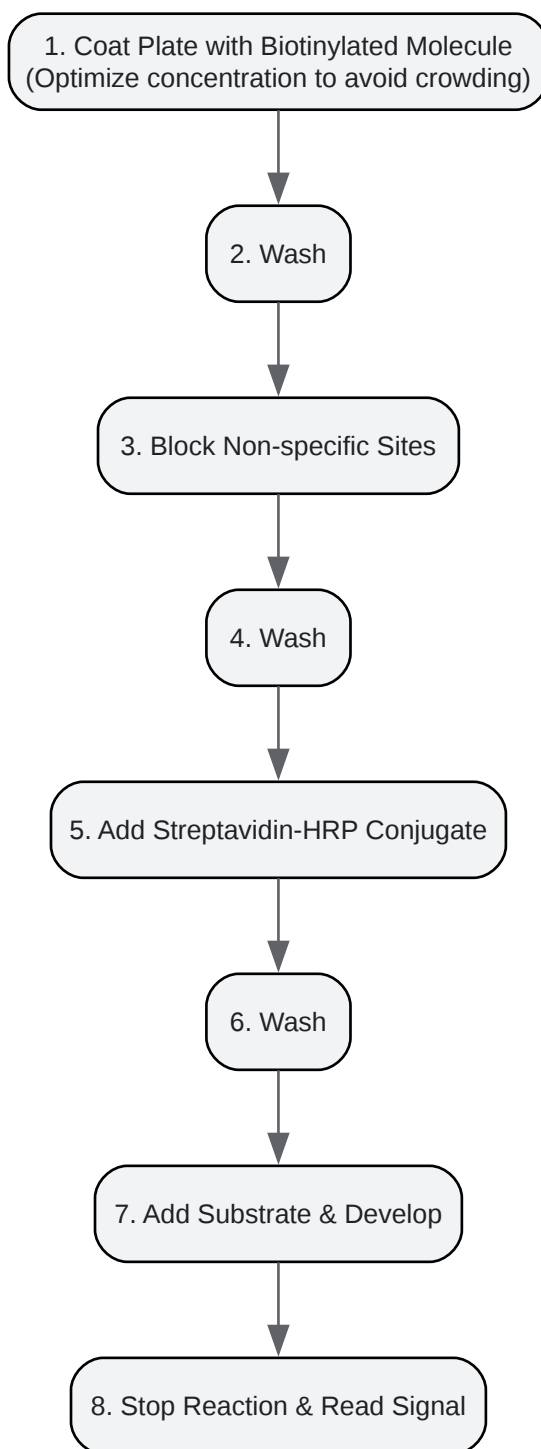 1. Coat Plate with Biotinylated Molecule
(Optimize concentration to avoid crowding)
2. Wash
3. Block Non-specific Sites
4. Wash
5. Add Streptavidin-HRP Conjugate
6. Wash
7. Add Substrate & Develop
8. Stop Reaction & Read Signal